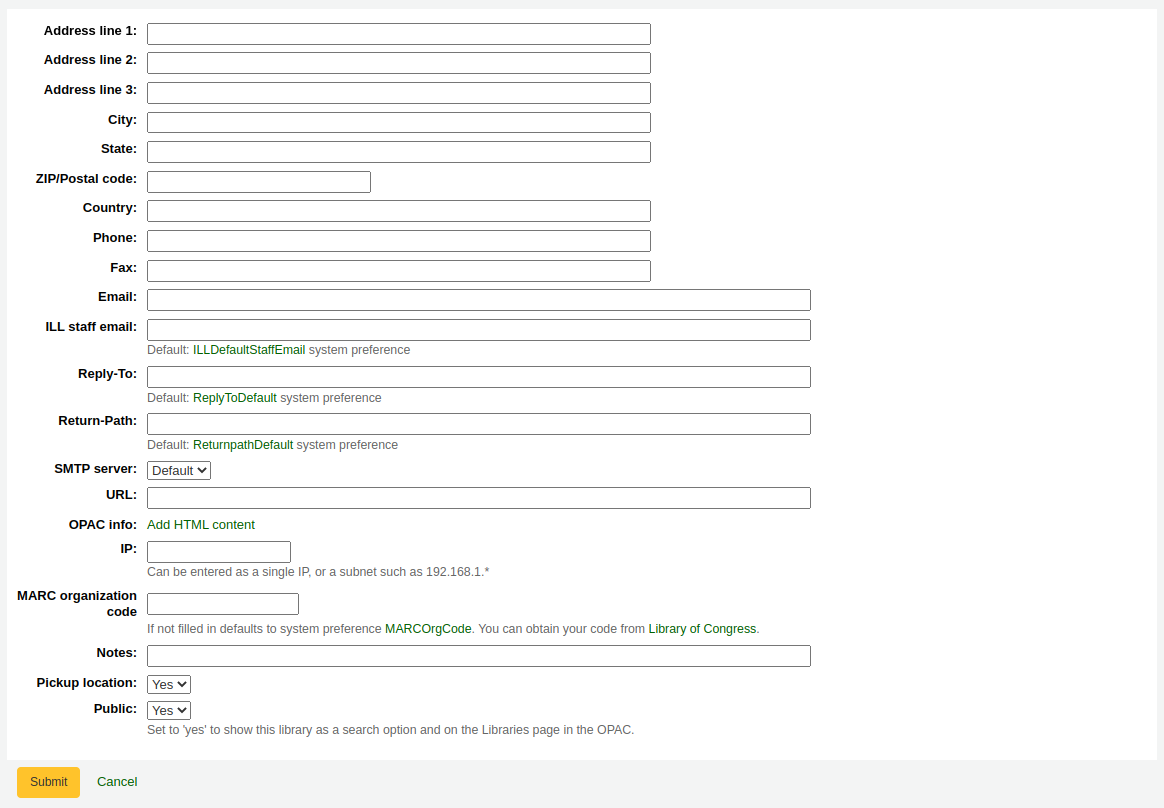 Address line 1:
Address line 2:
Address line 3:
City:
State:
ZIP/Postal code:
Country:
Phone:
Fax:
Email:
ILL staff email:
Default: ILLDefaultStaffEmail system preference
Reply-To:
Default: ReplyToDefault system preference
Return-Path:
Default: ReturnpathDefault system preference
SMTP server: Default
URL:
OPAC info: Add HTML content
IP:
Can be entered as a single IP, or a subnet such as 192.168.1.*
MARC organization
code
If not filled in defaults to system preference MARCOrgCode. You can obtain your code from Library of Congress.
Notes:
Pickup location: Yes
Public: Yes
Set to 'yes' to show this library as a search option and on the Libraries page in the OPAC.
Submit Cancel